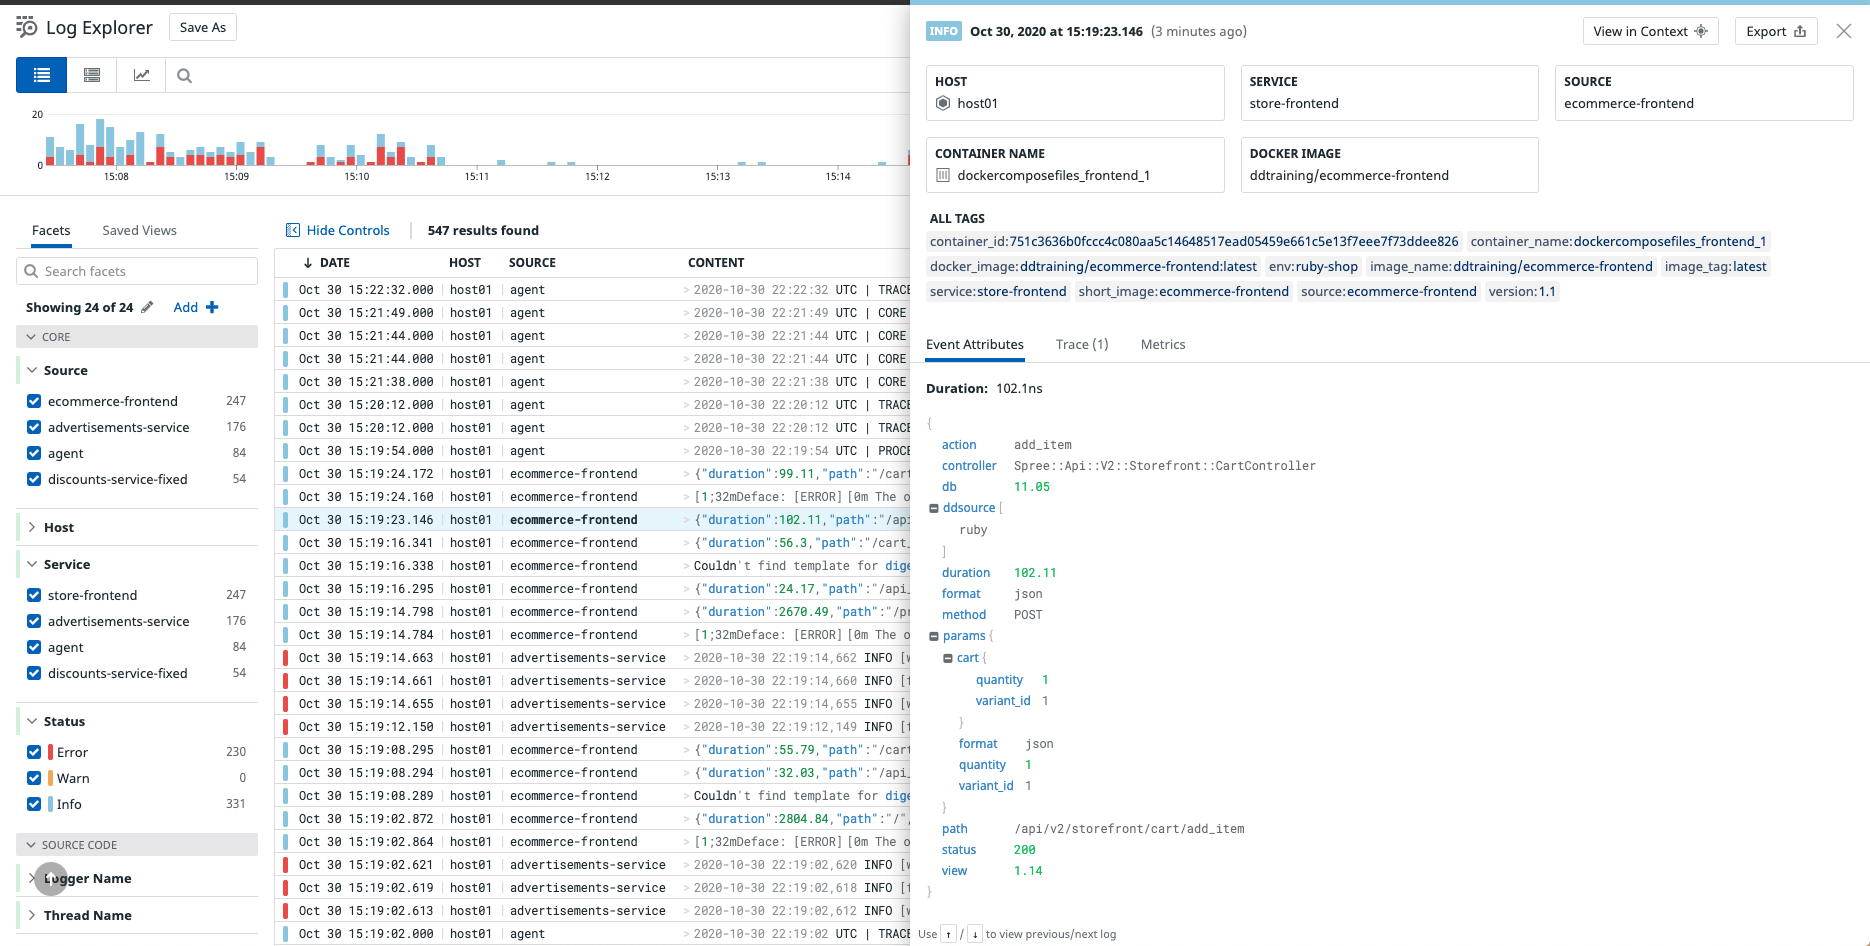 Log Explorer
Save As
20
0
15:08
15:09
15:10
15:11
15:12
15:13
15:14
Facets
Saved Views
Search facets
Showing 24 of 24
Add
CORE
Source
ecommerce-frontend 247
advertisements-service 176
agent 84
discounts-service-fixed 54
Host
Service
store-frontend 247
advertisements-service 176
agent 84
discounts-service-fixed 54
Status
Error 230
Warn 0
Info 331
SOURCE CODE
ogger Name
Thread Name
Hide Controls
547 results found
DATE HOST SOURCE CONTENT
Oct 30 15:22:32.000 host01 agent > 2020-10-30 22:22:32 UTC | TRACE
Oct 30 15:21:49.000 host01 agent > 2020-10-30 22:21:49 UTC | CORE
Oct 30 15:21:44.000 host01 agent > 2020-10-30 22:21:44 UTC | CORE
Oct 30 15:21:44.000 host01 agent > 2020-10-30 22:21:44 UTC | CORE
Oct 30 15:21:38.000 host01 agent > 2020-10-30 22:21:38 UTC | CORE
Oct 30 15:20:12.000 host01 agent > 2020-10-30 22:20:12 UTC | TRACE
Oct 30 15:20:12.000 host01 agent > 2020-10-30 22:20:12 UTC | TRACE
Oct 30 15:19:54.000 host01 agent > 2020-10-30 22:19:54 UTC | PROCE
Oct 30 15:19:24.172 host01 ecommerce-frontend > {"duration":99.11,"path":"/cart
Oct 30 15:19:24.160 host01 ecommerce-frontend > [1;32mDeface: [ERROR] [0m The o
Oct 30 15:19:23.146 host01 ecommerce-frontend > {"duration":102.11,"path":"/api
Oct 30 15:19:16.341 host01 ecommerce-frontend > {"duration":56.3,"path":"/cart_
Oct 30 15:19:16.338 host01 ecommerce-frontend > Couldn't find template for dige
Oct 30 15:19:16.295 host01 ecommerce-frontend > {"duration":24.17,"path":"/api_
Oct 30 15:19:14.798 host01 ecommerce-frontend > {"duration":2670.49,"path":"/pr
Oct 30 15:19:14.784 host01 ecommerce-frontend > [1;32mDeface: [ERROR] [0m The o
Oct 30 15:19:14.663 host01 advertisements-service > 2020-10-30 22:19:14,662 INFO [w
Oct 30 15:19:14.661 host01 advertisements-service > 2020-10-30 22:19:14,660 INFO [f
Oct 30 15:19:14.655 host01 advertisements-service > 2020-10-30 22:19:14,655 INFO [w
Oct 30 15:19:12.150 host01 advertisements-service > 2020-10-30 22:19:12,149 INFO [f
Oct 30 15:19:08.295 host01 ecommerce-frontend > {"duration":55.79,"path":"/cart
Oct 30 15:19:08.294 host01 ecommerce-frontend > {"duration":32.03,"path":"/api_
Oct 30 15:19:08.289 host01 ecommerce-frontend > Couldn't find template for dige
Oct 30 15:19:02.872 host01 ecommerce-frontend > {"duration":2804.84,"path":"/",
Oct 30 15:19:02.864 host01 ecommerce-frontend > [1;32mDeface: [ERROR] [0m The o
Oct 30 15:19:02.621 host01 advertisements-service > 2020-10-30 22:19:02,620 INFO [w
Oct 30 15:19:02.619 host01 advertisements-service > 2020-10-30 22:19:02,618 INFO [f
Oct 30 15:19:02.613 host01 advertisements-service > 2020-10-30 22:19:02,612 INFO [w
Oct 30 15:19:02.000 host01 agent > 2020-10-30 22:19:02 UTC | TRACE
INFO Oct 30, 2020 at 15:19:23.146 (3 minutes ago)
View in Context
Export
HOST
host01
SERVICE
store-frontend
SOURCE
ecommerce-frontend
CONTAINER NAME
dockercomposefiles_frontend_1
DOCKER IMAGE
ddtraining/ecommerce-frontend
ALL TAGS
container_id:751c3636b0fccc4c080aa5c14648517ead05459e661c5e13f7eee7f73ddee826 container_name:dockercomposefiles_frontend_1
docker_image:ddtraining/ecommerce-frontend:latest env:ruby-shop image_name:ddtraining/ecommerce-frontend image_tag:latest
service:store-frontend short_image:ecommerce-frontend source:ecommerce-frontend version:1.1
Event Attributes Trace (1) Metrics
Duration: 102.1ns
{
action add_item
controller Spree::Api::V2::Storefront::CartController
db 11.05
ddsource [
ruby
]
duration 102.11
format json
method POST
params {
cart {
quantity 1
variant_id 1
}
format json
quantity 1
variant_id 1
}
path /api/v2/storefront/cart/add_item
status 200
view 1.14
}
Use ↑ / ↓ to view previous/next log